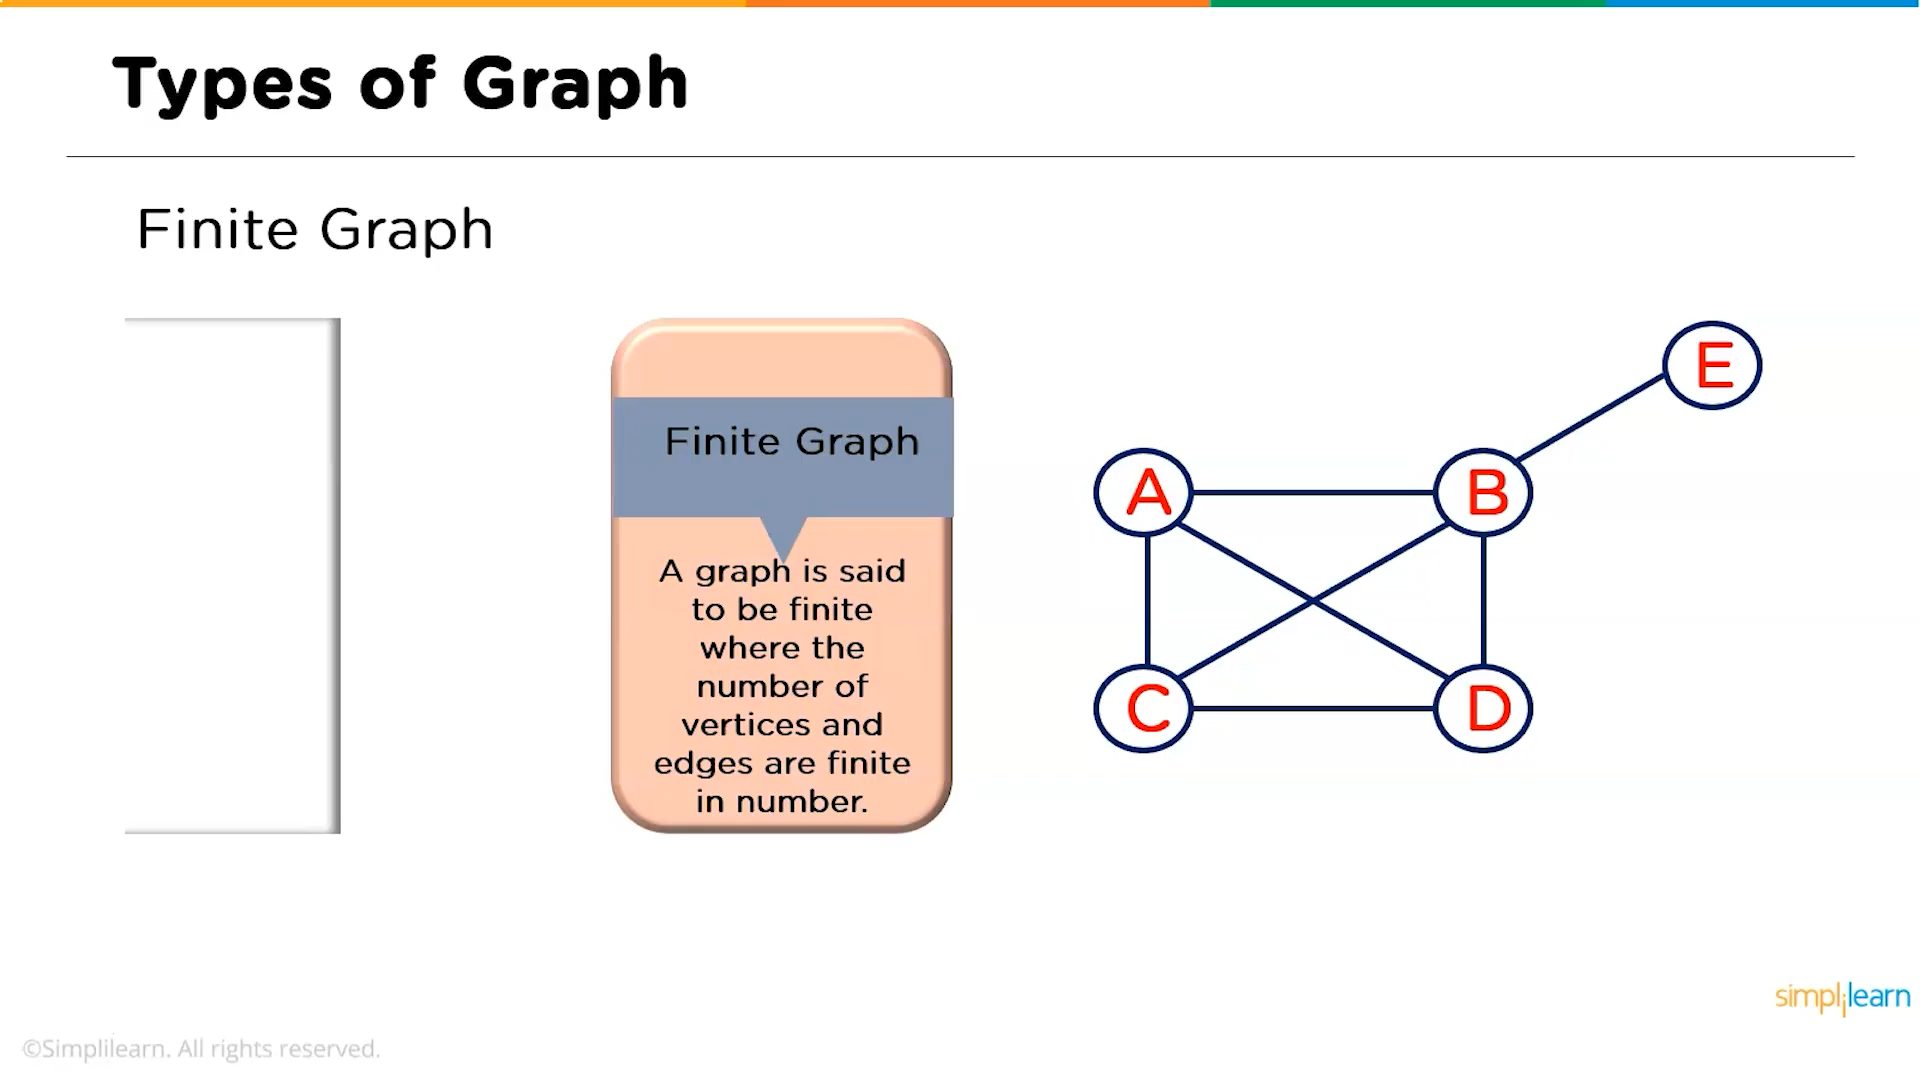 Types of Graph
Finite Graph
Finite Graph
A graph is said
to be finite
where the
number of
vertices and
edges are finite
in number.
E
A
B
C
D
simplilearn
©Simplilearn. All rights reserved.